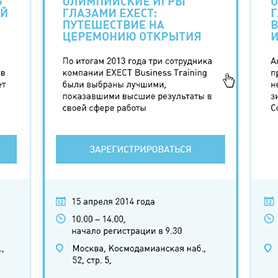 ОЛИМПИЙСКИЕ ИГРЫ
ГЛАЗАМИ EXECT:
ПУТЕШЕСТВИЕ НА
ЦЕРЕМОНИЮ ОТКРЫТИЯ
По итогам 2013 года три сотрудника
компании EXECT Business Training
были выбраны лучшими,
показавшими высшие результаты в
своей сфере работы
ЗАРЕГИСТРИРОВАТЬСЯ
15 апреля 2014 года
10.00 – 14.00,
начало регистрации в 9.30
Москва, Космодамианская наб.,
52, стр. 5,